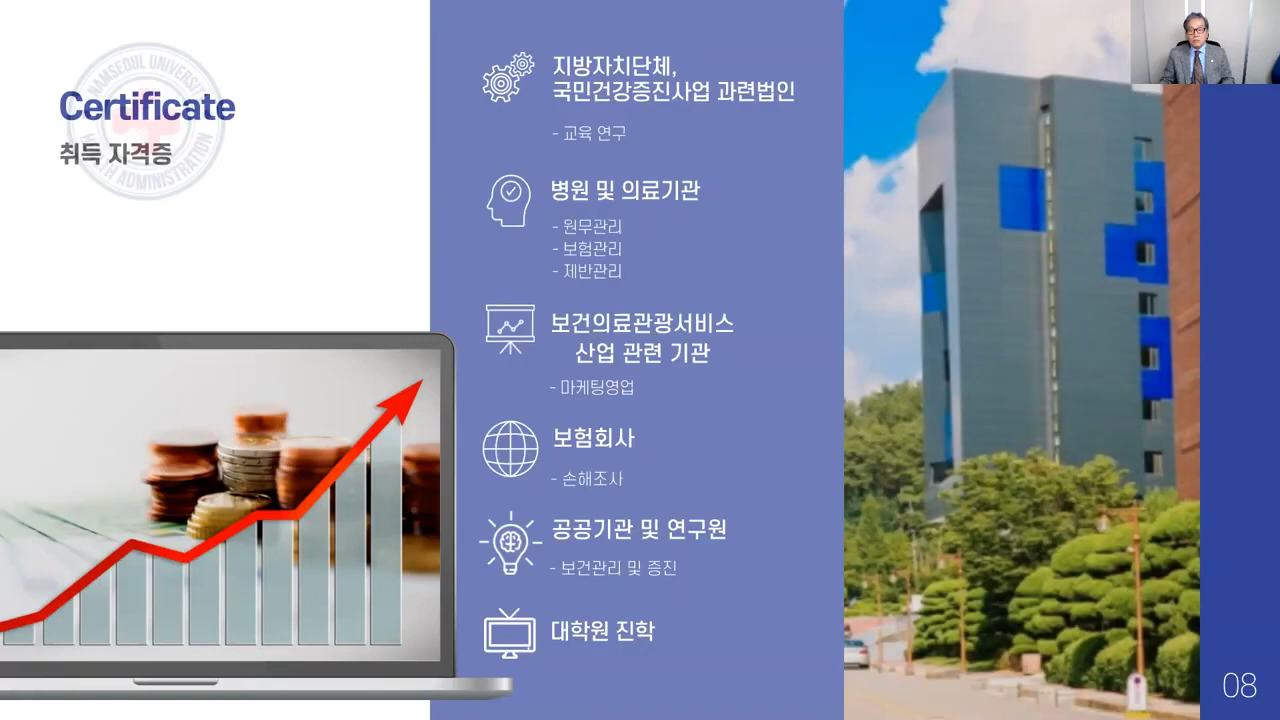 NAMSEOUL UNIVERSITY
Certificate
취득 자격증
HEALTH ADMINISTRATION
지방자치단체,
국민건강증진사업 과련법인
- 교육 연구
병원 및 의료기관
- 원무관리
- 보험관리
- 제반관리
보건의료관광서비스
산업 관련 기관
- 마케팅영업
보험회사
- 손해조사
공공기관 및 연구원
- 보건관리 및 증진
대학원 진학
08